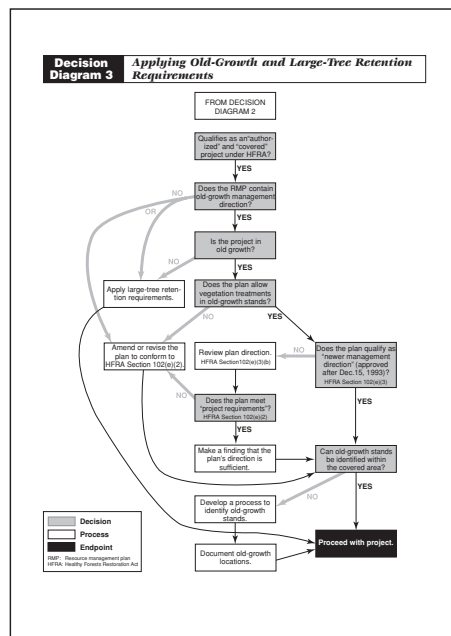 Decision
Diagram 3
Applying Old-Growth and Large-Tree Retention
Requirements
FROM DECISION
DIAGRAM 2
Qualifies as an“author-
ized” and “covered”
project under HFRA?
YES
Does the RMP contain
old-growth management
direction?
NO
OR
YES
Is the project in
old growth?
NO
YES
Apply large-tree reten-
tion requirements.
Does the plan allow
vegetation treatments
in old-growth stands?
NO
YES
Amend or revise the
plan to conform to
HFRA Section 102(e)(2).
Review plan direction.
HFRA Section102(e)(3)(b)
NO
Does the plan qualify as
“newer management
direction” (approved
after Dec.15, 1993)?
HFRA Section 102(e)(3)
Does the plan meet
“project requirements”?
HFRA Section 102(e)(2)
NO
YES
YES
Make a finding that the
plan’s direction is
sufficient.
Can old-growth stands
be identified within
the covered area?
NO
YES
Develop a process to
identify old-growth
stands.
Document old-growth
locations.
Proceed with project.
Decision
Process
Endpoint
RMP: Resource management plan
HFRA: Healthy Forests Restoration Act